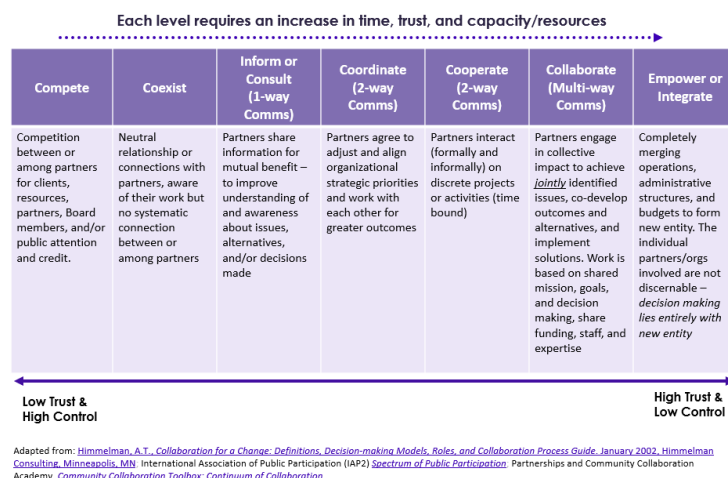 Each level requires an increase in time, trust, and capacity/resources
Compete
Coexist
Inform or
Consult
(1-way
Comms)
Coordinate
(2-way
Comms)
Cooperate
(2-way
Comms)
Collaborate
(Multi-way
Comms)
Empower or
Integrate
Competition
between or
among partners
for clients,
resources,
partners, Board
members, and/or
public attention
and credit.
Neutral
relationship or
connections with
partners, aware
of their work but
no systematic
connection
between or
among partners
Partners share
information for
mutual benefit –
to improve
understanding of
and awareness
about issues,
alternatives,
and/or decisions
made
Partners agree to
adjust and align
organizational
strategic priorities
and work with
each other for
greater outcomes
Partners interact
(formally and
informally) on
discrete projects
or activities (time
bound)
Partners engage
in collective
impact to achieve
jointly identified
issues, co-develop
outcomes and
alternatives, and
implement
solutions. Work is
based on shared
mission, goals,
and decision
making, share
funding, staff, and
expertise
Completely
merging
operations,
administrative
structures, and
budgets to form
new entity. The
individual
partners/orgs
involved are not
discernable –
decision making
lies entirely with
new entity
Low Trust &
High Control
High Trust &
Low Control
Adapted from: Himmelman, A.T., Collaboration for a Change: Definitions, Decision-making Models, Roles, and Collaboration Process Guide. January 2002, Himmelman
Consulting, Minneapolis, MN. International Association of Public Participation (IAP2) Spectrum of Public Participation. Partnerships and Community Collaboration
Academy. Community Collaboration Toolbox: Continuum of Collaboration